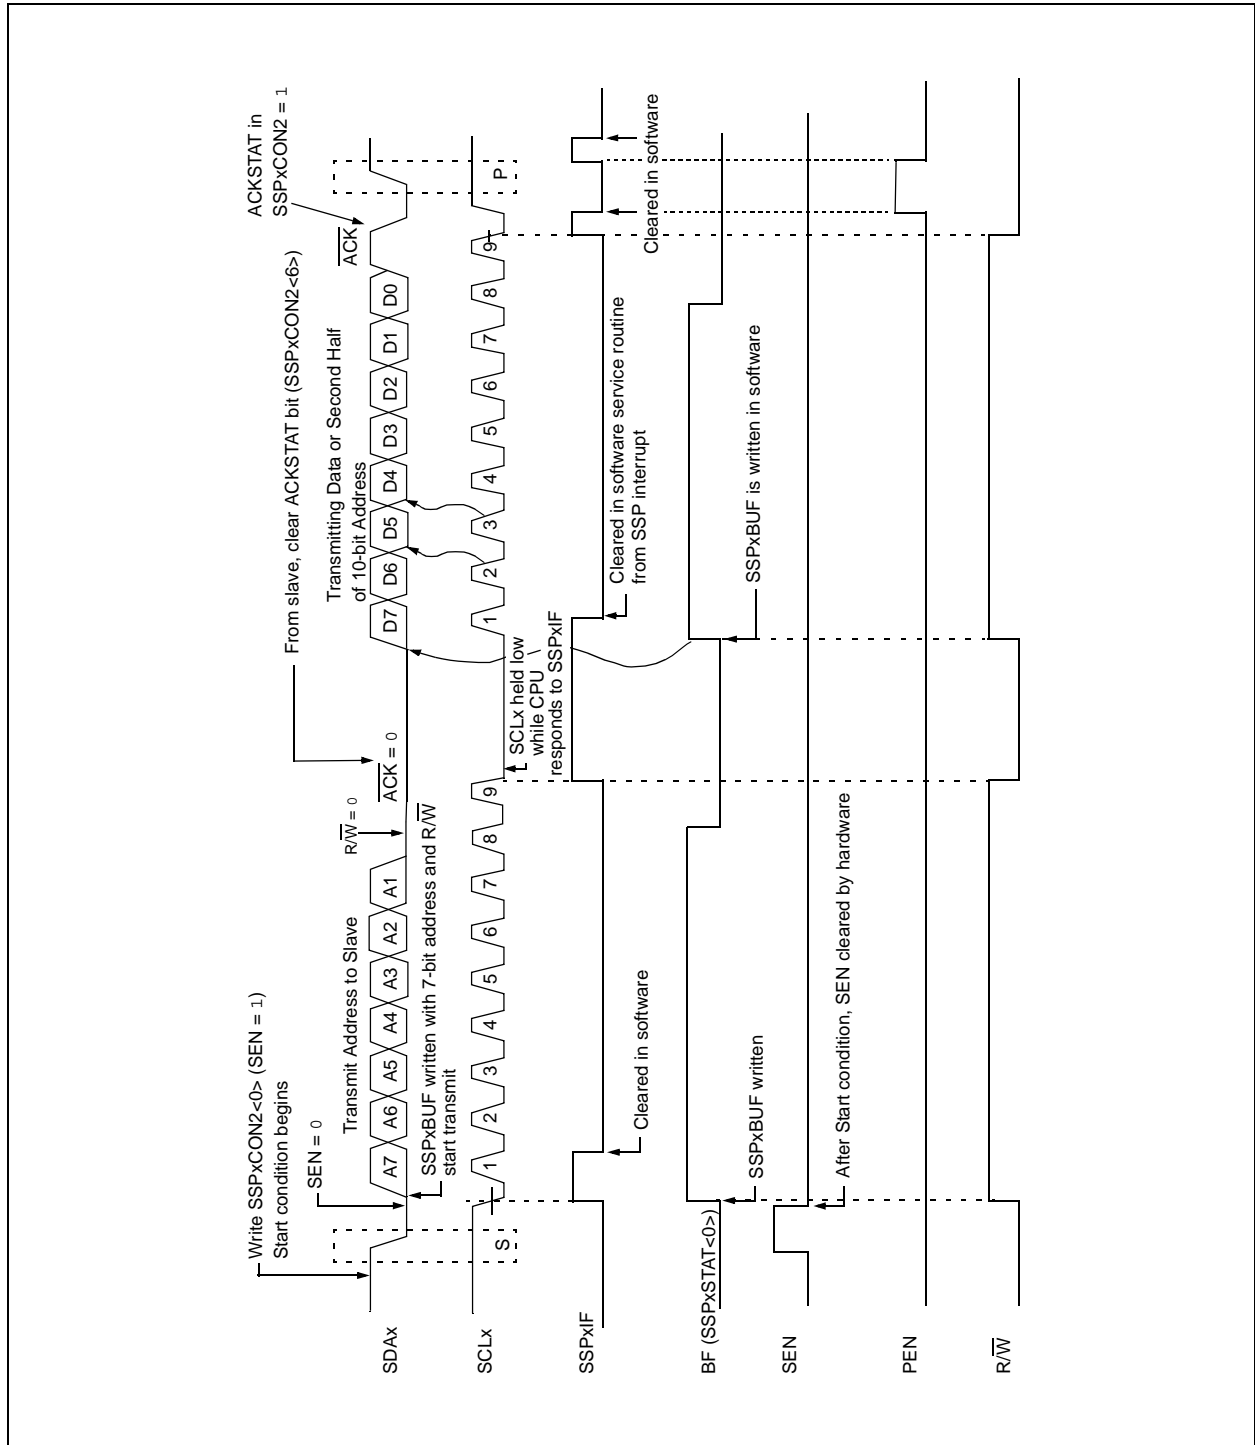 Write SSPxCON2<0> (SEN = 1)
Start condition begins
SEN = 0
From slave, clear ACKSTAT bit (SSPxCON2<6>)
ACKSTAT in
SSPxCON2 = 1
Transmit Address to Slave
R/W = 0
ACK = 0
Transmitting Data or Second Half
of 10-bit Address
ACK
SDAx
A7 A6 A5 A4 A3 A2 A1
D7 D6 D5 D4 D3 D2 D1 D0
SSPxBUF written with 7-bit address and R/W
start transmit
SCLx
S
1 2 3 4 5 6 7 8 9
1 2 3 4 5 6 7 8 9
P
SCLx held low
while CPU
responds to SSPxIF
SSPxIF
Cleared in software
Cleared in software service routine
from SSP interrupt
Cleared in software
BF (SSPxSTAT<0>)
SSPxBUF written
SSPxBUF is written in software
SEN
After Start condition, SEN cleared by hardware
PEN
R/W